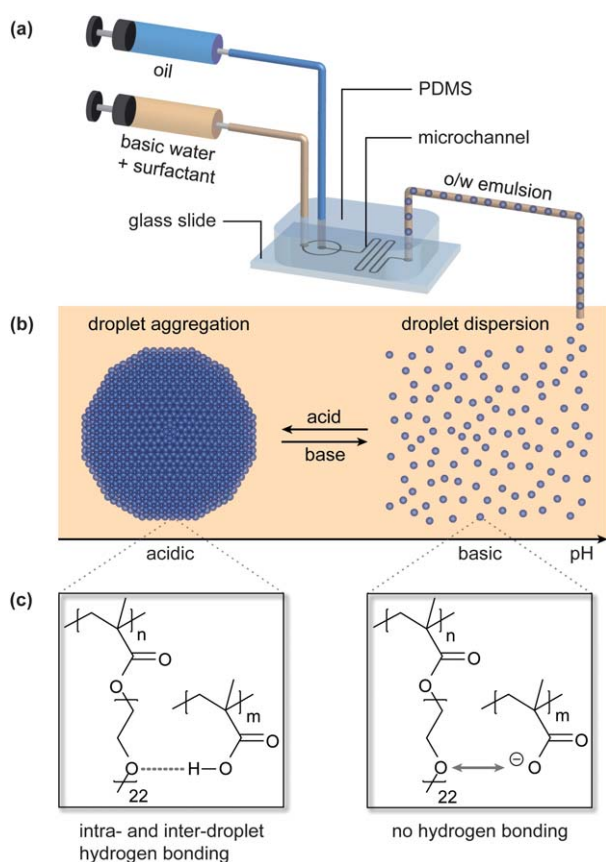 (a)
oil
basic water
+ surfactant
glass slide
PDMS
microchannel
o/w emulsion
(b)
droplet aggregation
droplet dispersion
acid
base
acidic
basic
pH
(c)
n
O
O
m
O
H
O
O
22
intra- and inter-droplet
hydrogen bonding
n
O
O
m
O
⊖
O
O
22
no hydrogen bonding